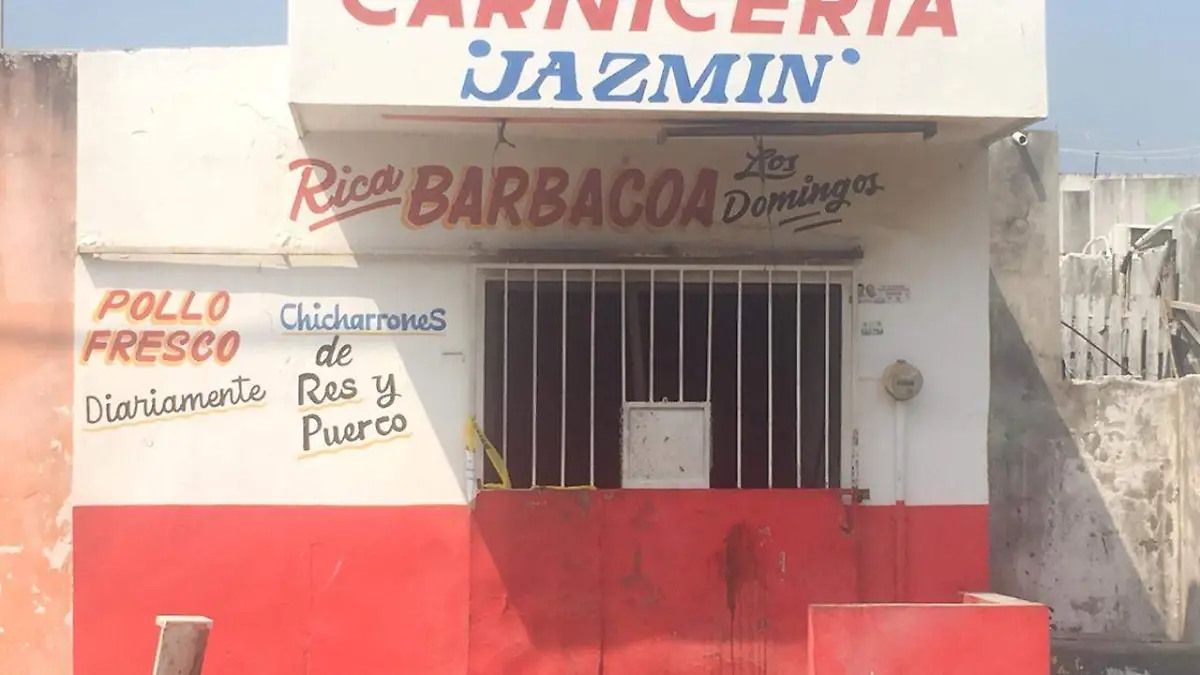 CARNICERIA
JAZMIN
Rica BARBACOA Los Domingos
POLLO
FRESCO
Diariamente
Chicharrones
de
Res y
Puerco